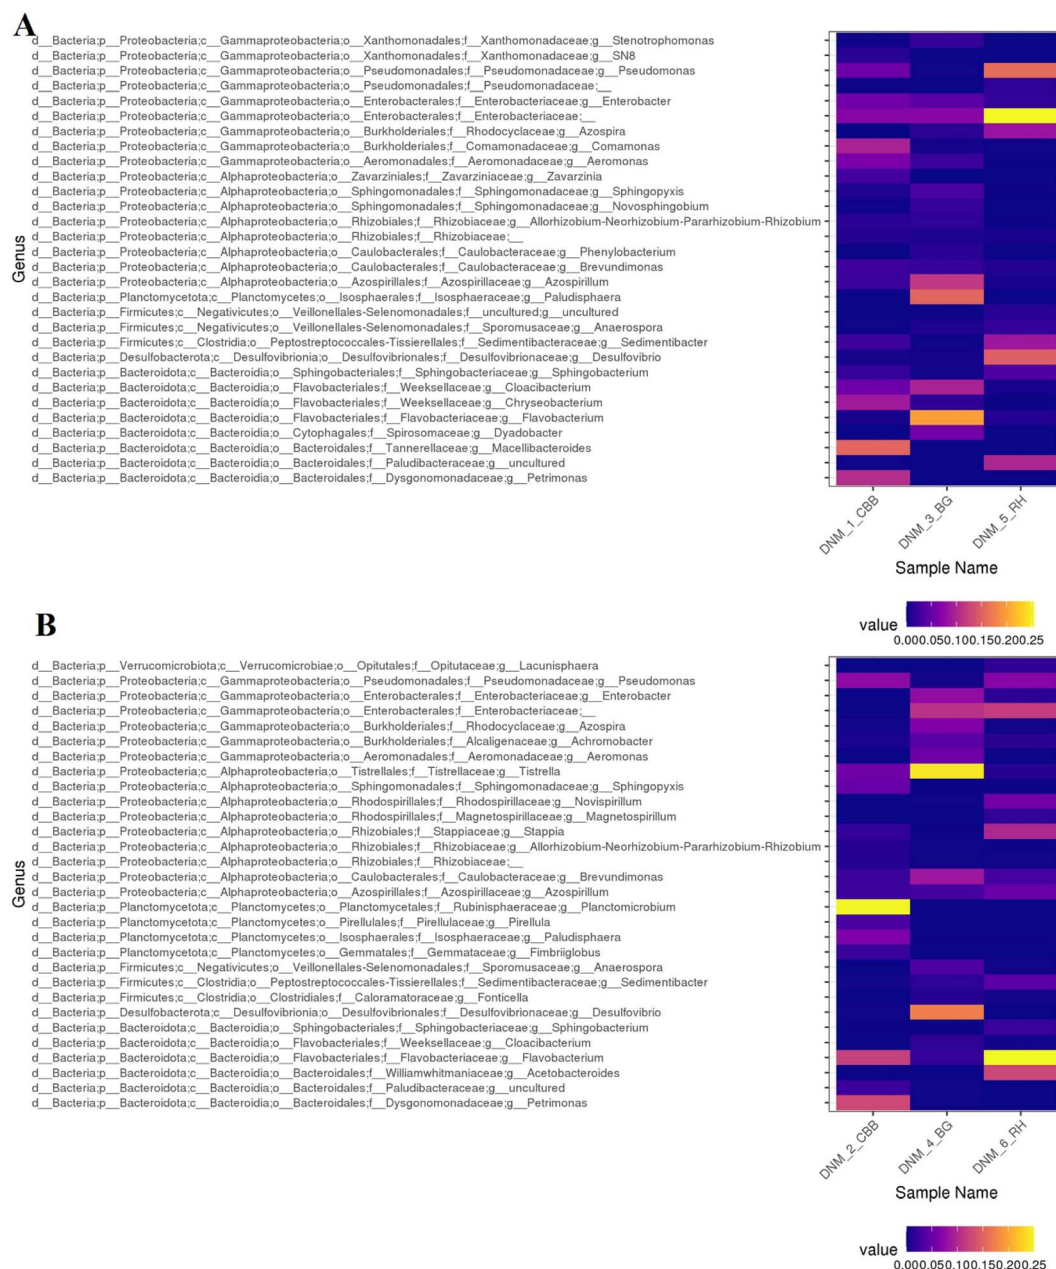 A
d__Bacteria;p__Proteobacteria;c__Gammaproteobacteria;o__Xanthomonadales;f__Xanthomonadaceae;g__Stenotrophomonas
d__Bacteria;p__Proteobacteria;c__Gammaproteobacteria;o__Xanthomonadales;f__Xanthomonadaceae;g__SN8
d__Bacteria;p__Proteobacteria;c__Gammaproteobacteria;o__Pseudomonadales;f__Pseudomonadaceae;g__Pseudomonas
d__Bacteria;p__Proteobacteria;c__Gammaproteobacteria;o__Pseudomonadales;f__Pseudomonadaceae;__
d__Bacteria;p__Proteobacteria;c__Gammaproteobacteria;o__Enterobacterales;f__Enterobacteriaceae;g__Enterobacter
d__Bacteria;p__Proteobacteria;c__Gammaproteobacteria;o__Enterobacterales;f__Enterobacteriaceae;__
d__Bacteria;p__Proteobacteria;c__Gammaproteobacteria;o__Burkholderiales;f__Rhodocyclaceae;g__Azospira
d__Bacteria;p__Proteobacteria;c__Gammaproteobacteria;o__Burkholderiales;f__Comamonadaceae;g__Comamonas
d__Bacteria;p__Proteobacteria;c__Gammaproteobacteria;o__Aeromonadales;f__Aeromonadaceae;g__Aeromonas
d__Bacteria;p__Proteobacteria;c__Alphaproteobacteria;o__Zavarziniales;f__Zavarziniaceae;g__Zavarzinia
d__Bacteria;p__Proteobacteria;c__Alphaproteobacteria;o__Sphingomonadales;f__Sphingomonadaceae;g__Sphingopyxis
d__Bacteria;p__Proteobacteria;c__Alphaproteobacteria;o__Sphingomonadales;f__Sphingomonadaceae;g__Novosphingobium
d__Bacteria;p__Proteobacteria;c__Alphaproteobacteria;o__Rhizobiales;f__Rhizobiaceae;g__Allorhizobium-Neorhizobium-Pararhizobium-Rhizobium
d__Bacteria;p__Proteobacteria;c__Alphaproteobacteria;o__Rhizobiales;f__Rhizobiaceae;__
d__Bacteria;p__Proteobacteria;c__Alphaproteobacteria;o__Caulobacterales;f__Caulobacteraceae;g__Phenylobacterium
d__Bacteria;p__Proteobacteria;c__Alphaproteobacteria;o__Caulobacterales;f__Caulobacteraceae;g__Brevundimonas
d__Bacteria;p__Proteobacteria;c__Alphaproteobacteria;o__Azospirillales;f__Azospirillaceae;g__Azospirillum
d__Bacteria;p__Planctomycetota;c__Planctomycetes;o__Isosphaerales;f__Isosphaeraceae;g__Paludisphaera
d__Bacteria;p__Firmicutes;c__Negativicutes;o__Veillonellales-Selenomonadales;f__uncultured;g__uncultured
d__Bacteria;p__Firmicutes;c__Negativicutes;o__Veillonellales-Selenomonadales;f__Sporomusaceae;g__Anaerospora
d__Bacteria;p__Firmicutes;c__Clostridia;o__Peptostreptococcales-Tissierellales;f__Sedimentibacteraceae;g__Sedimentibacter
d__Bacteria;p__Desulfobacterota;c__Desulfovibrionia;o__Desulfovibrionales;f__Desulfovibrionaceae;g__Desulfovibrio
d__Bacteria;p__Bacteroidota;c__Bacteroidia;o__Sphingobacteriales;f__Sphingobacteriaceae;g__Sphingobacterium
d__Bacteria;p__Bacteroidota;c__Bacteroidia;o__Flavobacteriales;f__Weeksellaceae;g__Cloacibacterium
d__Bacteria;p__Bacteroidota;c__Bacteroidia;o__Flavobacteriales;f__Weeksellaceae;g__Chryseobacterium
d__Bacteria;p__Bacteroidota;c__Bacteroidia;o__Flavobacteriales;f__Flavobacteriaceae;g__Flavobacterium
d__Bacteria;p__Bacteroidota;c__Bacteroidia;o__Cytophagales;f__Spirosomaceae;g__Dyadobacter
d__Bacteria;p__Bacteroidota;c__Bacteroidia;o__Bacteroidales;f__Tannerellaceae;g__Macellibacteroides
d__Bacteria;p__Bacteroidota;c__Bacteroidia;o__Bacteroidales;f__Paludibacteraceae;g__uncultured
d__Bacteria;p__Bacteroidota;c__Bacteroidia;o__Bacteroidales;f__Dysgonomonadaceae;g__Petrimonas
Genus
DNM_1_CBB
DNM_3_BG
DNM_5_RH
Sample Name
value
0.000.050.100.150.200.25
B
d__Bacteria;p__Verrucomicrobiota;c__Verrucomicrobiae;o__Opitutales;f__Opitutaceae;g__Lacunisphaera
d__Bacteria;p__Proteobacteria;c__Gammaproteobacteria;o__Pseudomonadales;f__Pseudomonadaceae;g__Pseudomonas
d__Bacteria;p__Proteobacteria;c__Gammaproteobacteria;o__Enterobacterales;f__Enterobacteriaceae;g__Enterobacter
d__Bacteria;p__Proteobacteria;c__Gammaproteobacteria;o__Enterobacterales;f__Enterobacteriaceae;__
d__Bacteria;p__Proteobacteria;c__Gammaproteobacteria;o__Burkholderiales;f__Rhodocyclaceae;g__Azospira
d__Bacteria;p__Proteobacteria;c__Gammaproteobacteria;o__Burkholderiales;f__Alcaligenaceae;g__Achromobacter
d__Bacteria;p__Proteobacteria;c__Gammaproteobacteria;o__Aeromonadales;f__Aeromonadaceae;g__Aeromonas
d__Bacteria;p__Proteobacteria;c__Alphaproteobacteria;o__Tistrellales;f__Tistrellaceae;g__Tistrella
d__Bacteria;p__Proteobacteria;c__Alphaproteobacteria;o__Sphingomonadales;f__Sphingomonadaceae;g__Sphingopyxis
d__Bacteria;p__Proteobacteria;c__Alphaproteobacteria;o__Rhodospirillales;f__Rhodospirillaceae;g__Novispirillum
d__Bacteria;p__Proteobacteria;c__Alphaproteobacteria;o__Rhodospirillales;f__Magnetospirillaceae;g__Magnetospirillum
d__Bacteria;p__Proteobacteria;c__Alphaproteobacteria;o__Rhizobiales;f__Stappiaceae;g__Stappia
d__Bacteria;p__Proteobacteria;c__Alphaproteobacteria;o__Rhizobiales;f__Rhizobiaceae;g__Allorhizobium-Neorhizobium-Pararhizobium-Rhizobium
d__Bacteria;p__Proteobacteria;c__Alphaproteobacteria;o__Rhizobiales;f__Rhizobiaceae;__
d__Bacteria;p__Proteobacteria;c__Alphaproteobacteria;o__Caulobacterales;f__Caulobacteraceae;g__Brevundimonas
d__Bacteria;p__Proteobacteria;c__Alphaproteobacteria;o__Azospirillales;f__Azospirillaceae;g__Azospirillum
d__Bacteria;p__Planctomycetota;c__Planctomycetes;o__Planctomycetales;f__Rubinisphaeraceae;g__Planctomicrobium
d__Bacteria;p__Planctomycetota;c__Planctomycetes;o__Pirellulales;f__Pirellulaceae;g__Pirellula
d__Bacteria;p__Planctomycetota;c__Planctomycetes;o__Isosphaerales;f__Isosphaeraceae;g__Paludisphaera
d__Bacteria;p__Planctomycetota;c__Planctomycetes;o__Gemmatales;f__Gemmataceae;g__Fimbriiglobus
d__Bacteria;p__Firmicutes;c__Negativicutes;o__Veillonellales-Selenomonadales;f__Sporomusaceae;g__Anaerospora
d__Bacteria;p__Firmicutes;c__Clostridia;o__Peptostreptococcales-Tissierellales;f__Sedimentibacteraceae;g__Sedimentibacter
d__Bacteria;p__Firmicutes;c__Clostridia;o__Clostridiales;f__Caloramatoraceae;g__Fonticella
d__Bacteria;p__Desulfobacterota;c__Desulfovibrionia;o__Desulfovibrionales;f__Desulfovibrionaceae;g__Desulfovibrio
d__Bacteria;p__Bacteroidota;c__Bacteroidia;o__Sphingobacteriales;f__Sphingobacteriaceae;g__Sphingobacterium
d__Bacteria;p__Bacteroidota;c__Bacteroidia;o__Flavobacteriales;f__Weeksellaceae;g__Cloacibacterium
d__Bacteria;p__Bacteroidota;c__Bacteroidia;o__Flavobacteriales;f__Flavobacteriaceae;g__Flavobacterium
d__Bacteria;p__Bacteroidota;c__Bacteroidia;o__Bacteroidales;f__Williamwhitmaniaceae;g__Acetobacteroides
d__Bacteria;p__Bacteroidota;c__Bacteroidia;o__Bacteroidales;f__Paludibacteraceae;g__uncultured
d__Bacteria;p__Bacteroidota;c__Bacteroidia;o__Bacteroidales;f__Dysgonomonadaceae;g__Petrimonas
Genus
DNM_2_CBB
DNM_4_BG
DNM_6_RH
Sample Name
value
0.000.050.100.150.200.25